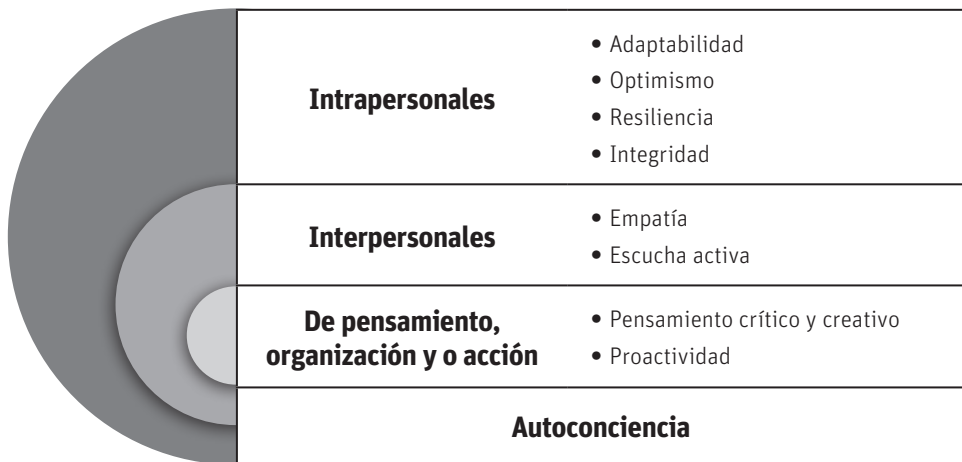 Intrapersonales
• Adaptabilidad
• Optimismo
• Resiliencia
• Integridad
Interpersonales
• Empatía
• Escucha activa
De pensamiento,
organización y o acción
• Pensamiento crítico y creativo
• Proactividad
Autoconciencia